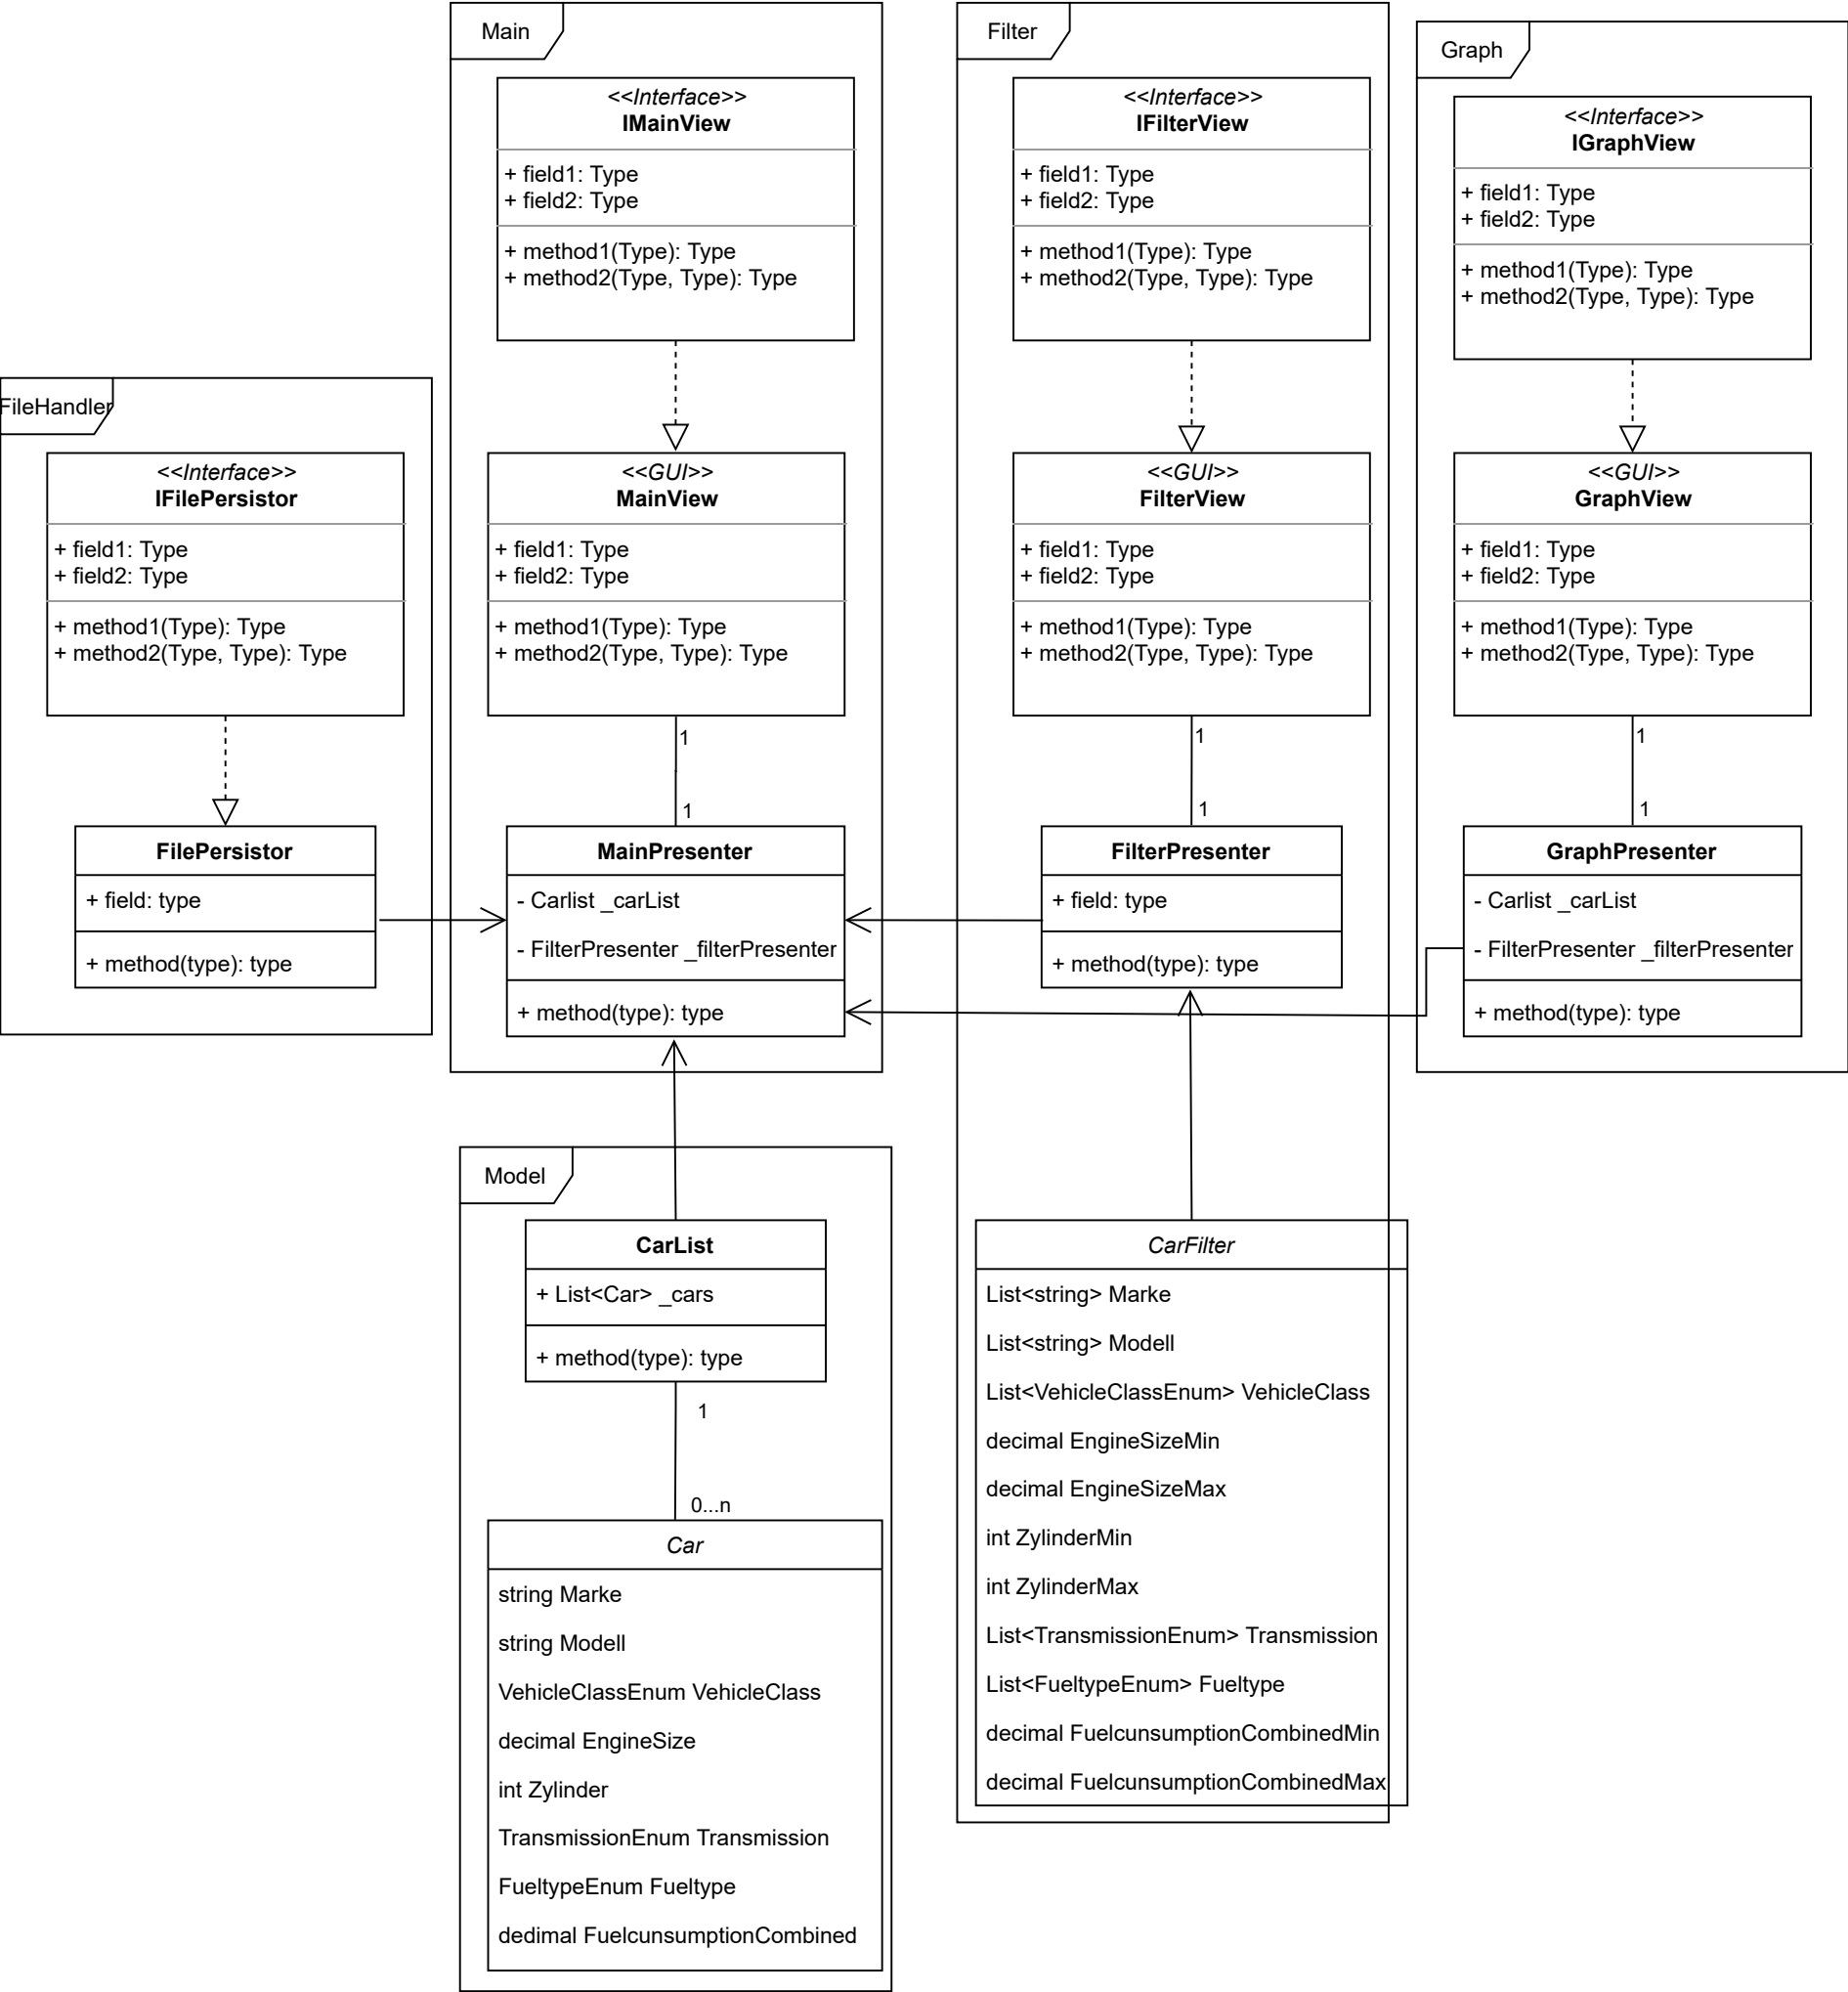 Main
<<Interface>>
IMainView
+ field1: Type
+ field2: Type
+ method1(Type): Type
+ method2(Type, Type): Type
<<GUI>>
MainView
+ field1: Type
+ field2: Type
+ method1(Type): Type
+ method2(Type, Type): Type
1
1
MainPresenter
- Carlist _carList
- FilterPresenter _filterPresenter
+ method(type): type
Filter
<<Interface>>
IFilterView
+ field1: Type
+ field2: Type
+ method1(Type): Type
+ method2(Type, Type): Type
<<GUI>>
FilterView
+ field1: Type
+ field2: Type
+ method1(Type): Type
+ method2(Type, Type): Type
1
1
FilterPresenter
+ field: type
+ method(type): type
CarFilter
List<string> Marke
List<string> Modell
List<VehicleClassEnum> VehicleClass
decimal EngineSizeMin
decimal EngineSizeMax
int ZylinderMin
int ZylinderMax
List<TransmissionEnum> Transmission
List<FueltypeEnum> Fueltype
decimal FuelcunsumptionCombinedMin
decimal FuelcunsumptionCombinedMax
Graph
<<Interface>>
IGraphView
+ field1: Type
+ field2: Type
+ method1(Type): Type
+ method2(Type, Type): Type
<<GUI>>
GraphView
+ field1: Type
+ field2: Type
+ method1(Type): Type
+ method2(Type, Type): Type
1
1
GraphPresenter
- Carlist _carList
- FilterPresenter _filterPresenter
+ method(type): type
FileHandler
<<Interface>>
IFilePersistor
+ field1: Type
+ field2: Type
+ method1(Type): Type
+ method2(Type, Type): Type
FilePersistor
+ field: type
+ method(type): type
Model
CarList
+ List<Car> _cars
+ method(type): type
1
0...n
Car
string Marke
string Modell
VehicleClassEnum VehicleClass
decimal EngineSize
int Zylinder
TransmissionEnum Transmission
FueltypeEnum Fueltype
dedimal FuelcunsumptionCombined